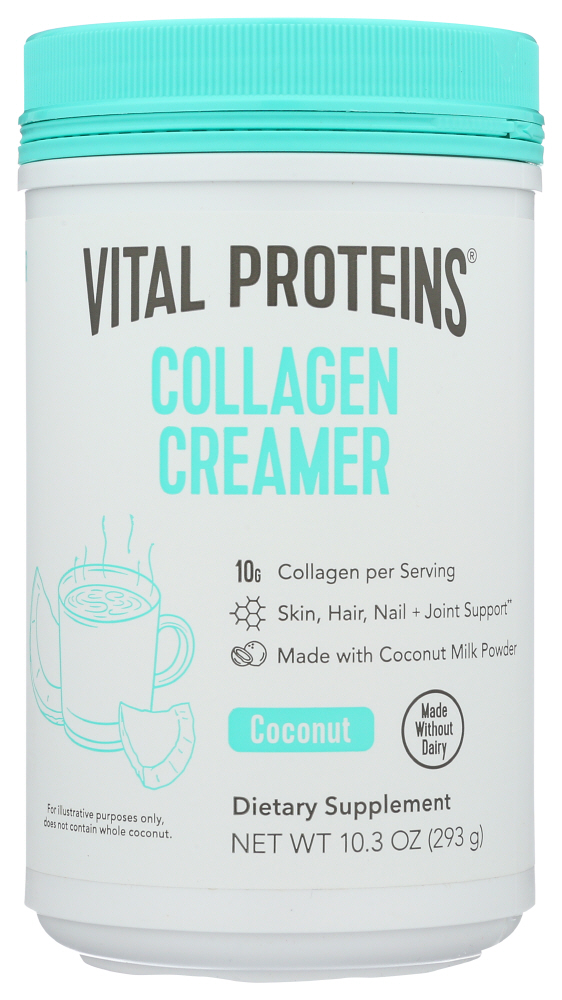 VITAL PROTEINS®
COLLAGEN
CREAMER
10G Collagen per Serving
Skin, Hair, Nail + Joint Support**
Made with Coconut Milk Powder
Coconut
Made
Without
Dairy
For illustrative purposes only,
does not contain whole coconut.
Dietary Supplement
NET WT 10.3 OZ (293 g)